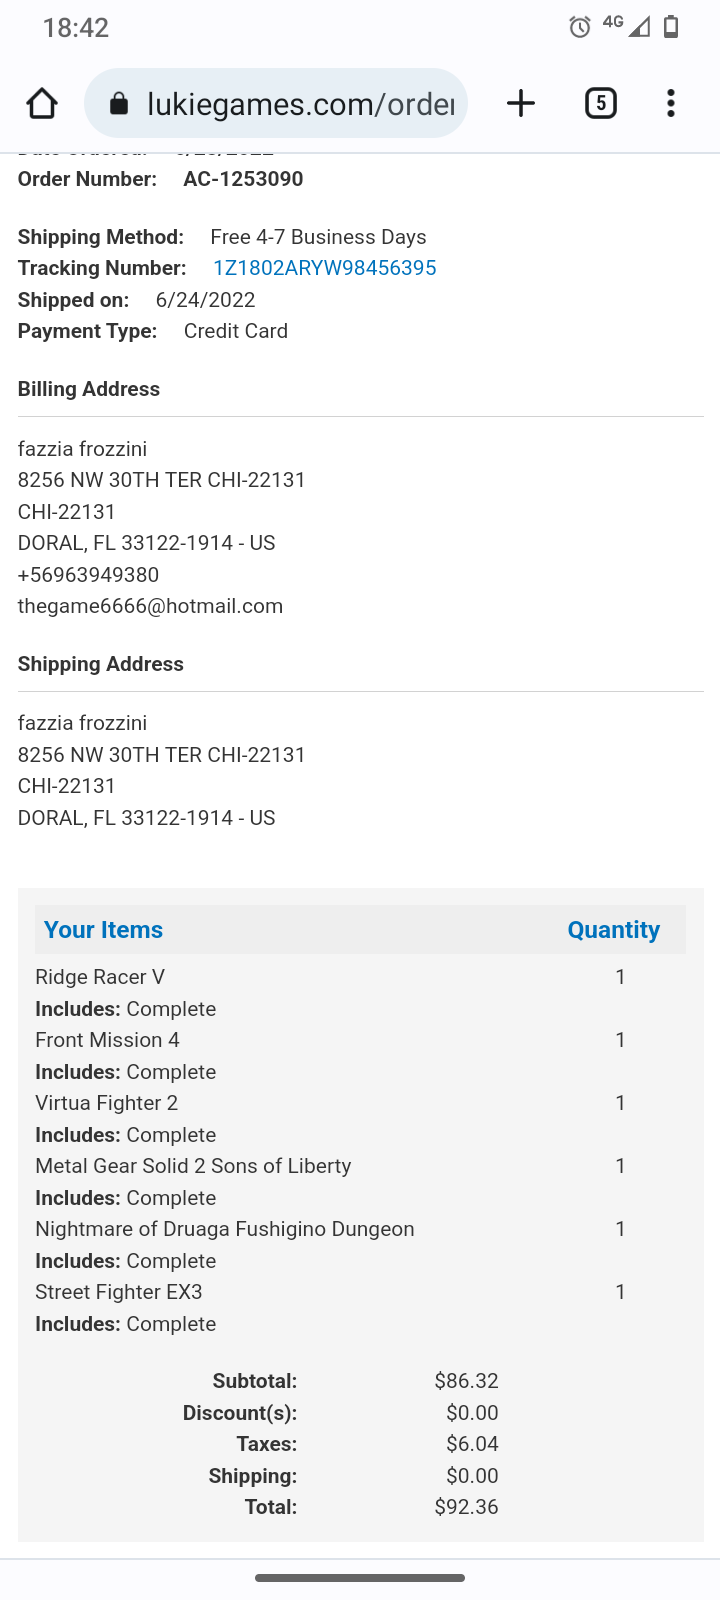 18:42
4G
lukiegames.com/order
5
Order Number: AC-1253090
Shipping Method: Free 4-7 Business Days
Tracking Number: 1Z1802ARYW98456395
Shipped on: 6/24/2022
Payment Type: Credit Card
Billing Address
fazzia frozzini
8256 NW 30TH TER CHI-22131
CHI-22131
DORAL, FL 33122-1914 - US
+56963949380
thegame6666@hotmail.com
Shipping Address
fazzia frozzini
8256 NW 30TH TER CHI-22131
CHI-22131
DORAL, FL 33122-1914 - US
Your Items Quantity
Ridge Racer V 1
Includes: Complete
Front Mission 4 1
Includes: Complete
Virtua Fighter 2 1
Includes: Complete
Metal Gear Solid 2 Sons of Liberty 1
Includes: Complete
Nightmare of Druaga Fushigino Dungeon 1
Includes: Complete
Street Fighter EX3 1
Includes: Complete
Subtotal: $86.32
Discount(s): $0.00
Taxes: $6.04
Shipping: $0.00
Total: $92.36